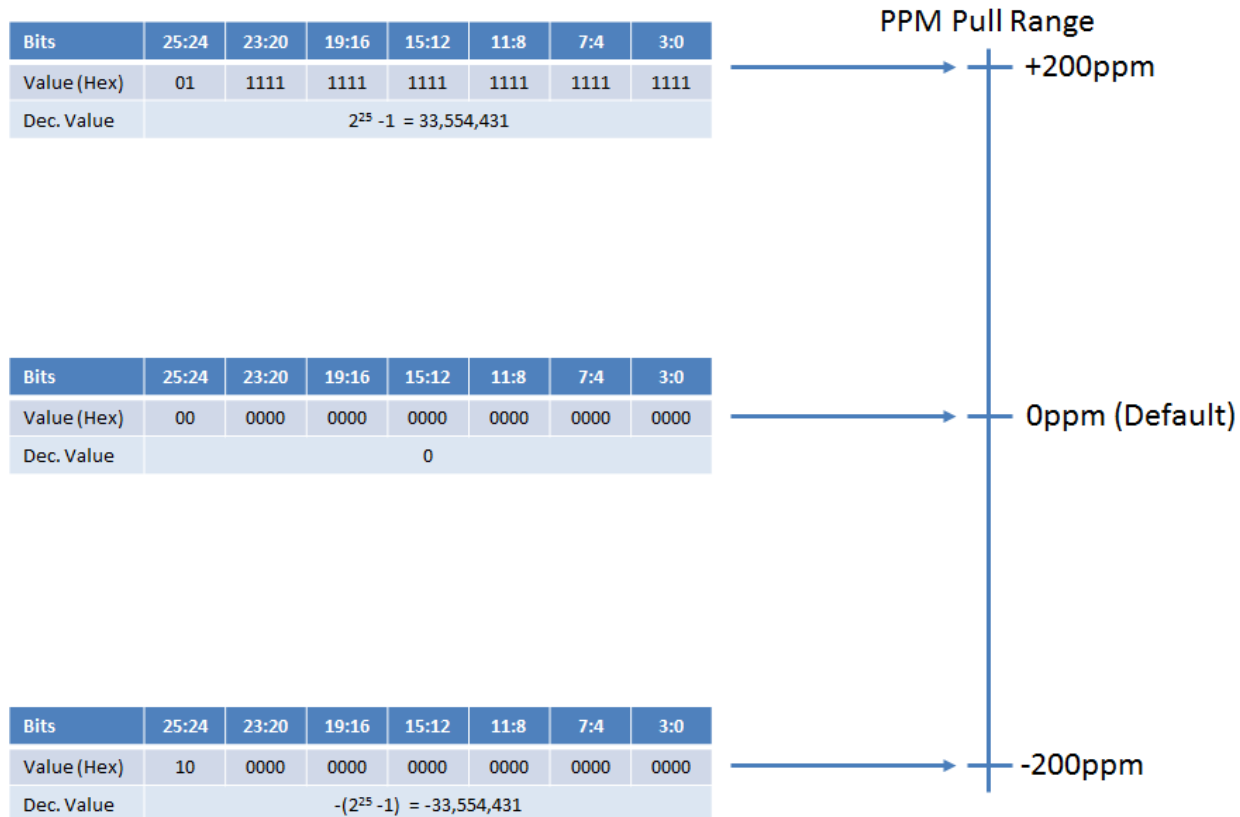 PPM Pull Range
Bits 25:24 23:20 19:16 15:12 11:8 7:4 3:0
Value (Hex) 01 1111 1111 1111 1111 1111 1111
Dec. Value 2²⁵ -1 = 33,554,431
+200ppm
Bits 25:24 23:20 19:16 15:12 11:8 7:4 3:0
Value (Hex) 00 0000 0000 0000 0000 0000 0000
Dec. Value 0
0ppm (Default)
Bits 25:24 23:20 19:16 15:12 11:8 7:4 3:0
Value (Hex) 10 0000 0000 0000 0000 0000 0000
Dec. Value -(2²⁵ -1) = -33,554,431
-200ppm